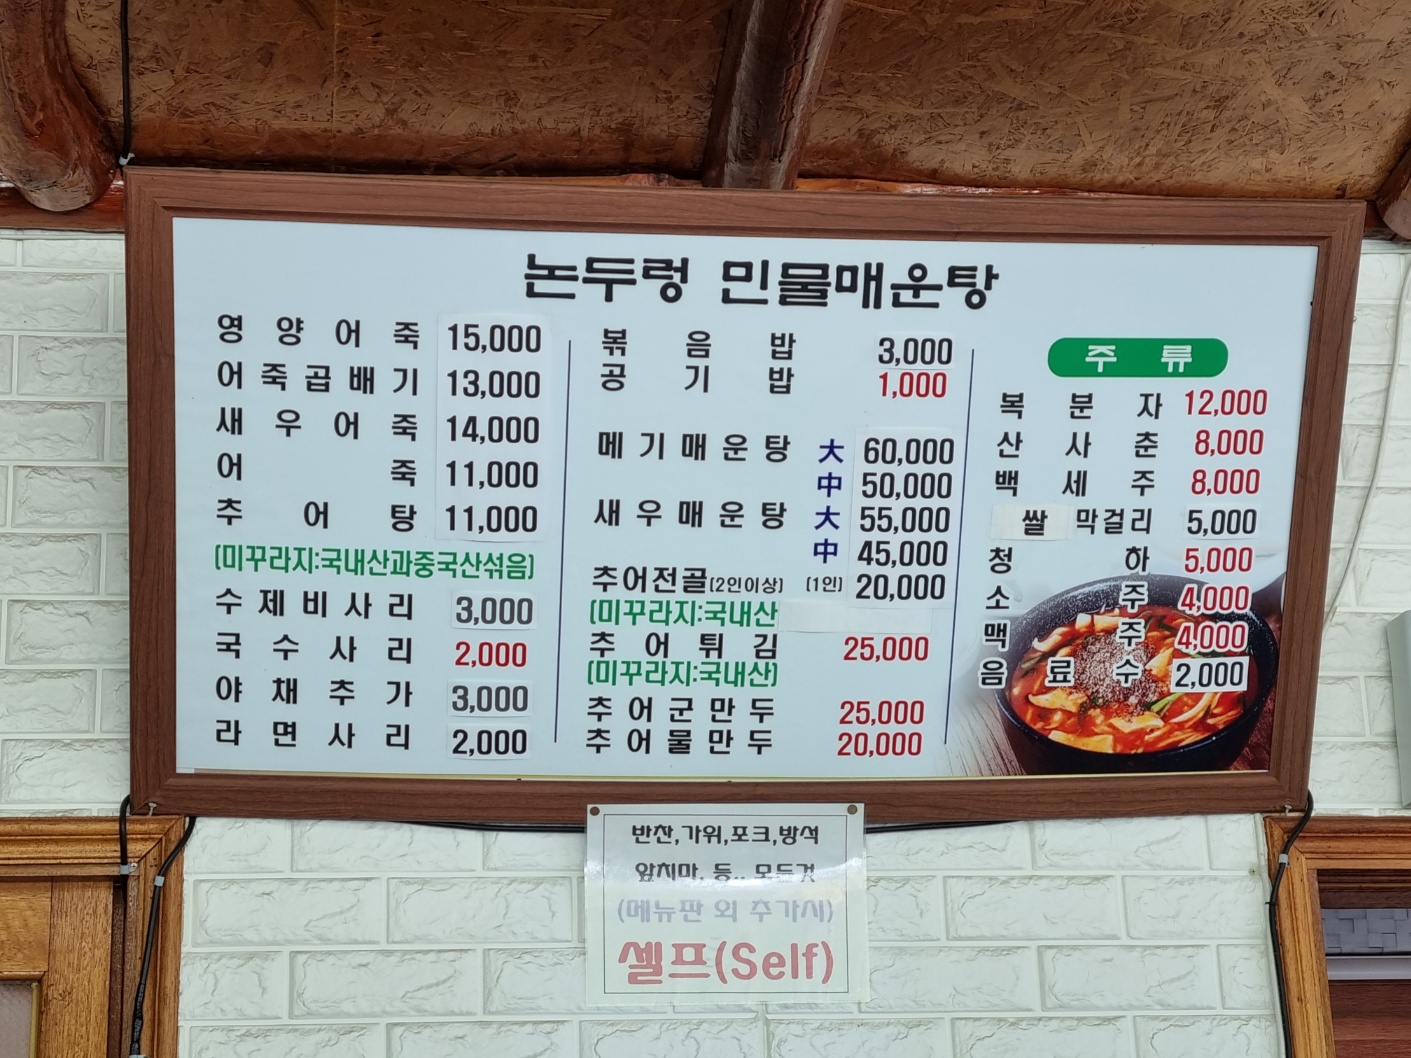 논두렁 민물매운탕
영양어죽 15,000
어죽곱배기 13,000
새우어죽 14,000
어죽 11,000
추어탕 11,000
(미꾸라지:국내산과중국산섞음)
수제비사리 3,000
국수사리 2,000
야채추가 3,000
라면사리 2,000
볶음밥 3,000
공기밥 1,000
메기매운탕 大 60,000
中 50,000
새우매운탕 大 55,000
中 45,000
추어전골(2인이상) (1인) 20,000
(미꾸라지:국내산
추어튀김 25,000
(미꾸라지:국내산)
추어군만두 25,000
추어물만두 20,000
주류
복분자 12,000
산사춘 8,000
백세주 8,000
쌀 막걸리 5,000
청하 5,000
소주 4,000
맥주 4,000
음료수 2,000
반찬,가위,포크,방석
앞치마, 등.. 모든것
(메뉴판 외 추가시)
셀프(Self)